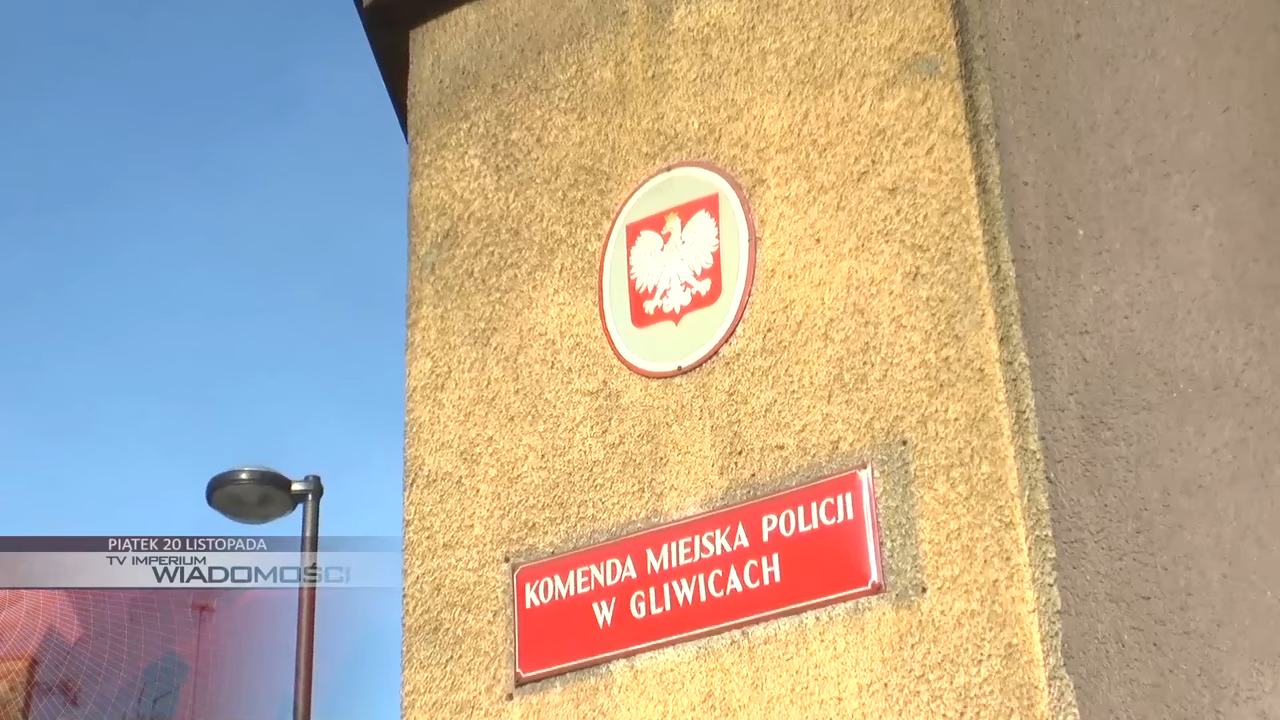 KOMENDA MIEJSKA POLICJI
W GLIWICACH
PIĄTEK 20 LISTOPADA
TV IMPERIUM
WIADOMOŚCI